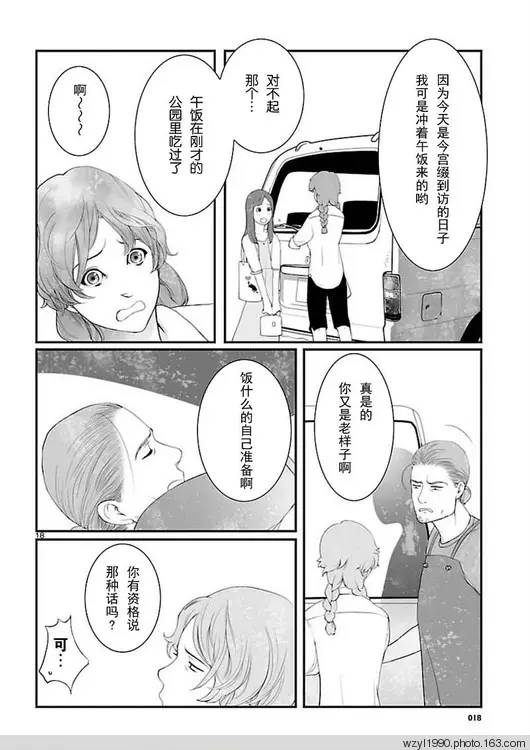 因为今天是今宫缀到访的日子
我可是冲着午饭来的哟
对不起
那个…
午饭在刚才的
公园里吃过了
啊～～～
真是的
你又是老样子啊
饭什么的自己准备啊
18
你有资格说
那种话吗?
可…
018
www.wzyl1990.photo.163.com